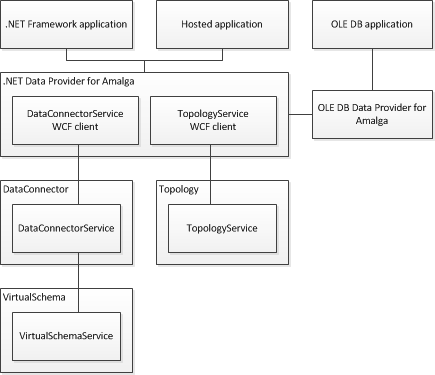 .NET Framework application
Hosted application
OLE DB application
.NET Data Provider for Amalga
DataConnectorService
WCF client
TopologyService
WCF client
OLE DB Data Provider for
Amalga
DataConnector
DataConnectorService
Topology
TopologyService
VirtualSchema
VirtualSchemaService